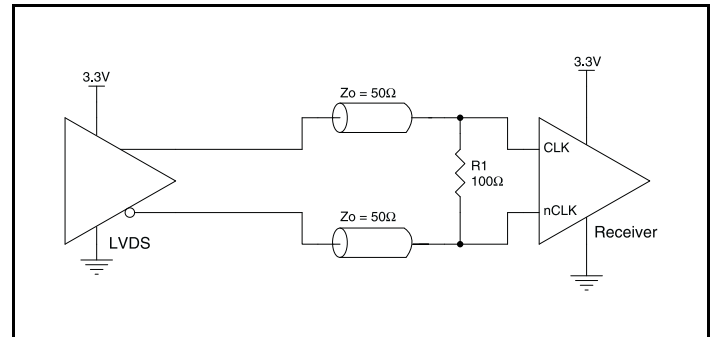 3.3V
3.3V
Zo = 50Ω
CLK
R1
100Ω
nCLK
Zo = 50Ω
Receiver
LVDS